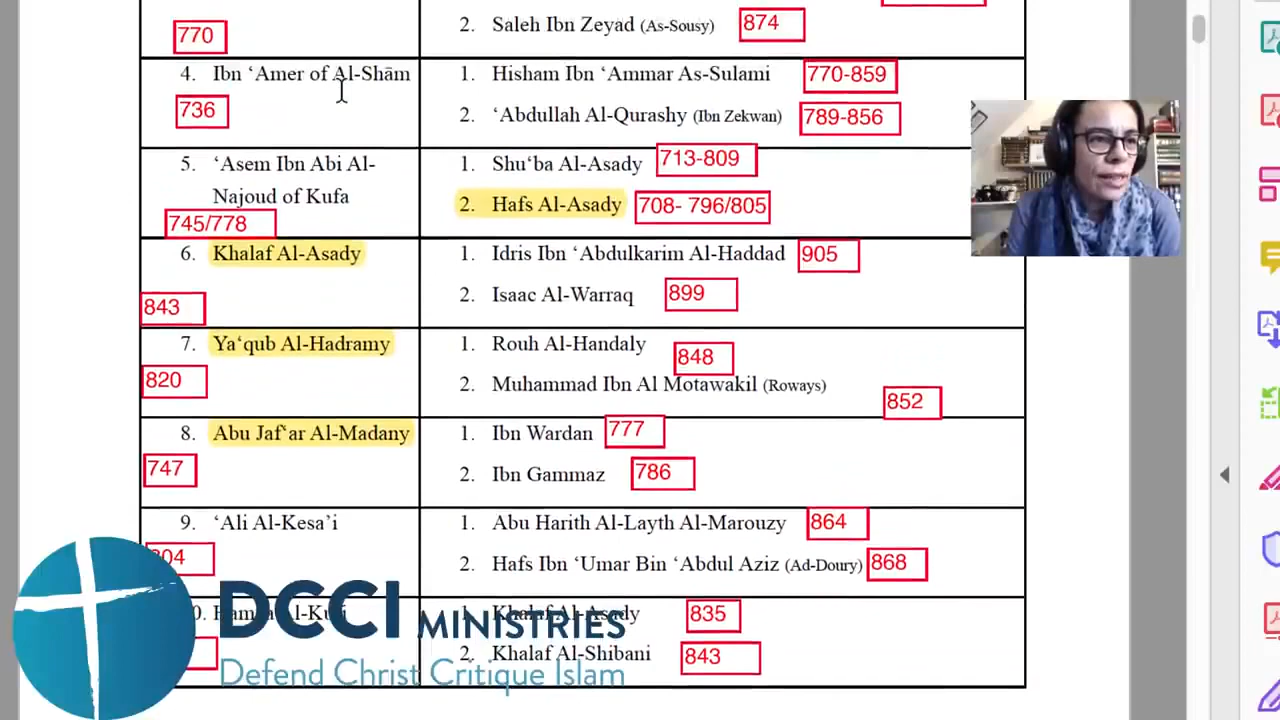 2. Saleh Ibn Zeyad (As-Sousy) 874
770
4. Ibn ‘Amer of Al-Shām
736
1. Hisham Ibn ‘Ammar As-Sulami 770-859
2. ‘Abdullah Al-Qurashy (Ibn Zekwan) 789-856
5. ‘Asem Ibn Abi Al-
Najoud of Kufa
745/778
1. Shu‘ba Al-Asady 713-809
2. Hafs Al-Asady 708- 796/805
6. Khalaf Al-Asady
843
1. Idris Ibn ‘Abdulkarim Al-Haddad 905
2. Isaac Al-Warraq 899
7. Ya‘qub Al-Hadramy
820
1. Rouh Al-Handaly 848
2. Muhammad Ibn Al Motawakil (Roways) 852
8. Abu Jaf‘ar Al-Madany
747
1. Ibn Wardan 777
2. Ibn Gammaz 786
9. ‘Ali Al-Kesa’i
1. Abu Harith Al-Layth Al-Marouzy 864
2. Hafs Ibn ‘Umar Bin ‘Abdul Aziz (Ad-Doury) 868
1. Khalaf Al-Asady 835
2. Khalaf Al-Shibani 843
DCCI MINISTRIES
Defend Christ Critique Islam